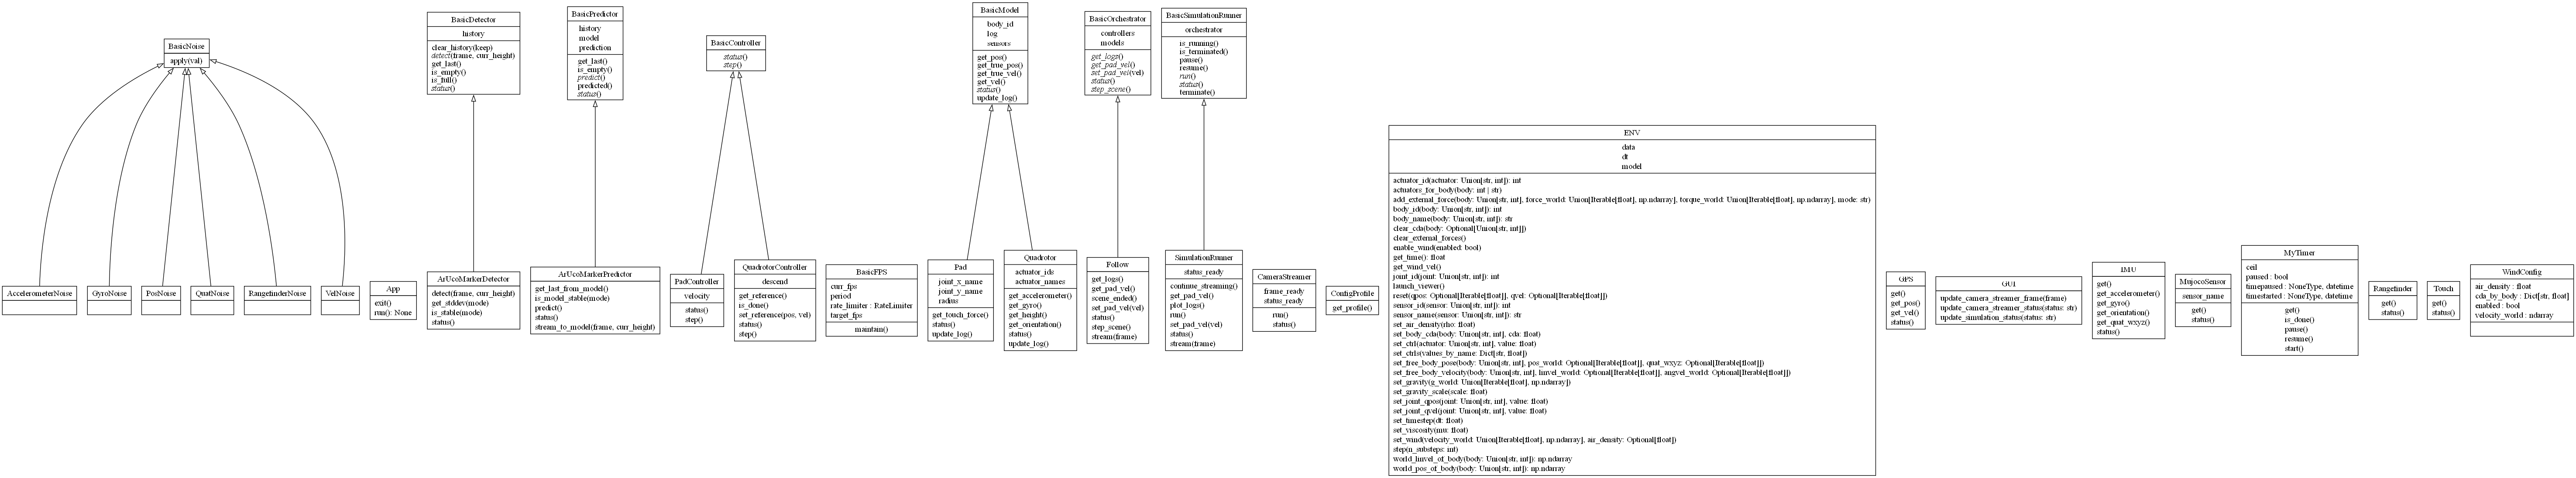 BasicNoise
apply(val)
BasicDetector
history
clear_history(keep)
detect(frame, curr_height)
get_last()
is_empty()
is_full()
status()
BasicPredictor
history
model
prediction
get_last()
is_empty()
predict()
predicted()
status()
BasicController
status()
step()
BasicModel
body_id
log
sensors
get_pos()
get_true_pos()
get_true_vel()
get_vel()
status()
update_log()
BasicOrchestrator
controllers
models
get_logs()
get_pad_vel()
set_pad_vel(vel)
status()
step_scene()
BasicSimulationRunner
orchestrator
is_running()
is_terminated()
pause()
resume()
run()
status()
terminate()
AccelerometerNoise
GyroNoise
PosNoise
QuatNoise
RangefinderNoise
VelNoise
App
exit()
run(): None
ArUcoMarkerDetector
detect(frame, curr_height)
get_stddev(mode)
is_stable(mode)
status()
ArUcoMarkerPredictor
get_last_from_model()
is_model_stable(mode)
predict()
status()
stream_to_model(frame, curr_height)
PadController
velocity
status()
step()
QuadrotorController
descend
get_reference()
is_done()
set_reference(pos, vel)
status()
step()
BasicFPS
curr_fps
period
rate_limiter : RateLimiter
target_fps
maintain()
Pad
joint_x_name
joint_y_name
radius
get_touch_force()
status()
update_log()
Quadrotor
actuator_ids
actuator_names
get_accelerometer()
get_gyro()
get_height()
get_orientation()
status()
update_log()
Follow
get_logs()
get_pad_vel()
scene_ended()
set_pad_vel(vel)
status()
step_scene()
stream(frame)
SimulationRunner
status_ready
continue_streaming()
get_pad_vel()
plot_logs()
run()
set_pad_vel(vel)
status()
stream(frame)
CameraStreamer
frame_ready
status_ready
run()
status()
ConfigProfile
get_profile()
ENV
data
dt
model
actuator_id(actuator: Union[str, int]): int
actuators_for_body(body: int | str)
add_external_force(body: Union[str, int], force_world: Union[Iterable[float], np.ndarray], torque_world: Union[Iterable[float], np.ndarray], mode: str)
body_id(body: Union[str, int]): int
body_name(body: Union[str, int]): str
clear_cda(body: Optional[Union[str, int]])
clear_external_forces()
enable_wind(enabled: bool)
get_time(): float
get_wind_vel()
joint_id(joint: Union[str, int]): int
launch_viewer()
reset(qpos: Optional[Iterable[float]], qvel: Optional[Iterable[float]])
sensor_id(sensor: Union[str, int]): int
sensor_name(sensor: Union[str, int]): str
set_air_density(rho: float)
set_body_cda(body: Union[str, int], cda: float)
set_ctrl(actuator: Union[str, int], value: float)
set_ctrls(values_by_name: Dict[str, float])
set_free_body_pose(body: Union[str, int], pos_world: Optional[Iterable[float]], quat_wxyz: Optional[Iterable[float]])
set_free_body_velocity(body: Union[str, int], linvel_world: Optional[Iterable[float]], angvel_world: Optional[Iterable[float]])
set_gravity(g_world: Union[Iterable[float], np.ndarray])
set_gravity_scale(scale: float)
set_joint_qpos(joint: Union[str, int], value: float)
set_joint_qvel(joint: Union[str, int], value: float)
set_timestep(dt: float)
set_viscosity(mu: float)
set_wind(velocity_world: Union[Iterable[float], np.ndarray], air_density: Optional[float])
step(n_substeps: int)
world_linvel_of_body(body: Union[str, int]): np.ndarray
world_pos_of_body(body: Union[str, int]): np.ndarray
GPS
get()
get_pos()
get_vel()
status()
GUI
update_camera_streamer_frame(frame)
update_camera_streamer_status(status: str)
update_simulation_status(status: str)
IMU
get()
get_accelerometer()
get_gyro()
get_orientation()
get_quat_wxyz()
status()
MujocoSensor
sensor_name
get()
status()
MyTimer
ceil
paused : bool
timepaused : NoneType, datetime
timestarted : NoneType, datetime
get()
is_done()
pause()
resume()
start()
Rangefinder
get()
status()
Touch
get()
status()
WindConfig
air_density : float
cda_by_body : Dict[str, float]
enabled : bool
velocity_world : ndarray